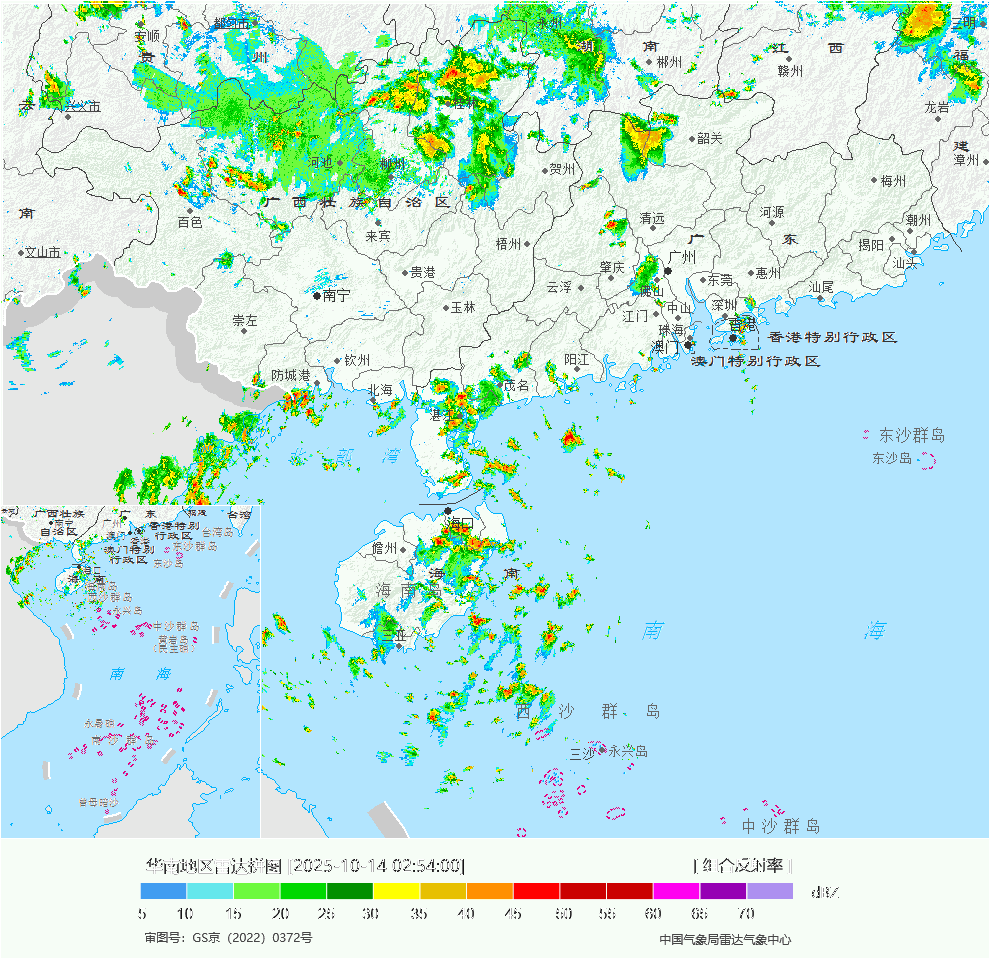 都匀市
永州
三明
安顺
湖 南
江 西
贵 州
郴州
赣州
福
兴义市
桂林
龙岩
韶关
建
河池
柳州
贺州
漳州
梅州
南
广 西 壮 族 自 治 区
百色
来宾
清远
河源
潮州
梧州
广 东
揭阳
文山市
汕头
贵港
肇庆
广州
惠州
东莞
南宁
云浮
佛山
汕尾
玉林
江门
中山
深圳
崇左
珠海
香港
香港特别行政区
澳门
澳门特别行政区
钦州
阳江
防城港
北海
茂名
湛江
北 部 湾
东沙群岛
东沙岛
海口
儋州
海 南
海 南 岛
三亚
南 海
西 沙 群 岛
三沙
永兴岛
中 沙 群 岛
广西壮族
自治区
南宁
广 东
广州
台湾
香港特别
行政区
台湾岛
澳门特别
行政区
东沙群岛
东沙岛
海 南
永兴岛
中沙群岛
黄岩岛
(民主礁)
南 海
永暑礁
南 沙 群 岛
曾母暗沙
华南地区雷达拼图 [2025-10-14 02:54:00]
[ 组合反射率 ]
dBZ
5 10 15 20 25 30 35 40 45 50 55 60 65 70
审图号：GS京（2022）0372号
中国气象局雷达气象中心